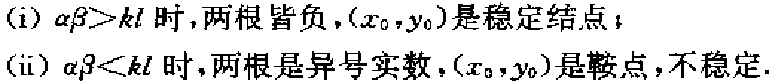 (i) αβ>kl 时,两根皆负,(x₀,y₀)是稳定结点;
(ii) αβ<kl 时,两根是异号实数,(x₀,y₀)是鞍点,不稳定.